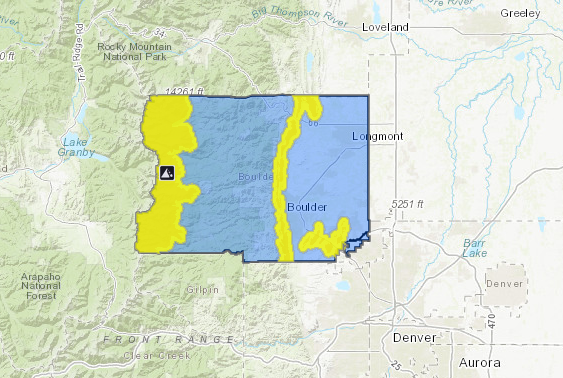 Big Thompson River
Greeley
34
Loveland
Rocky Mountain
National Park
Trail Ridge Rd
14261 ft
66
Longmont
Lake
Granby
Boulder
Boulder
5251 ft
Barr
Lake
Arapaho
National
Forest
Gilpin
Denver
470
FRONT RANGE
Denver
Clear Creek
25
Aurora